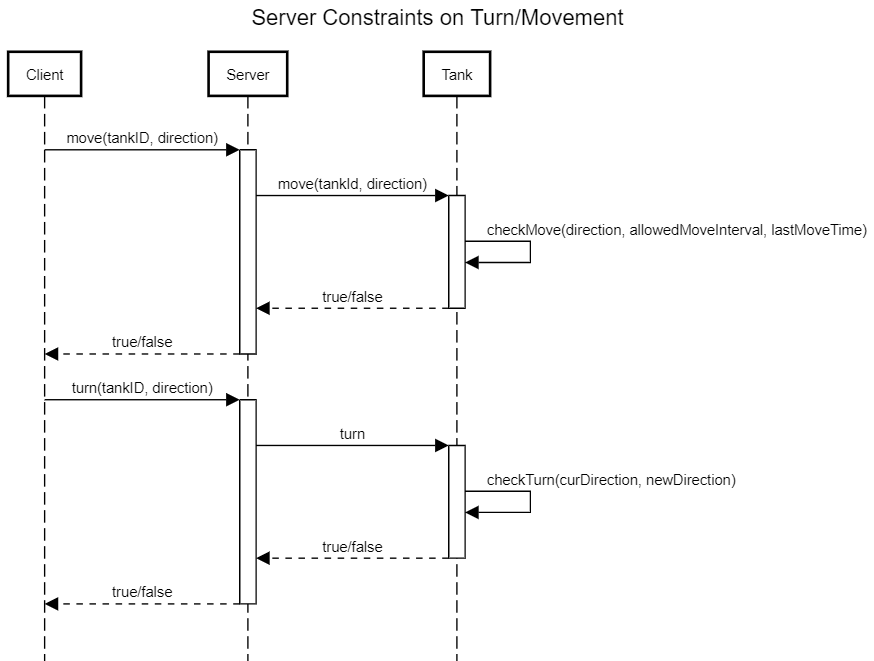 Server Constraints on Turn/Movement
Client
Server
Tank
move(tankID, direction)
move(tankId, direction)
checkMove(direction, allowedMoveInterval, lastMoveTime)
true/false
true/false
turn(tankID, direction)
turn
checkTurn(curDirection, newDirection)
true/false
true/false